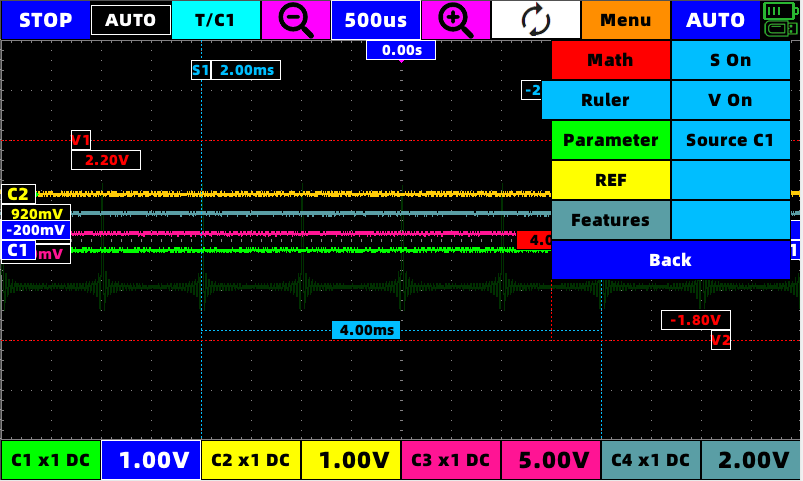 STOP AUTO T/C1 500us Menu AUTO
0.00s
S1 2.00ms
-2
Math S On
Ruler V On
V1
Parameter Source C1
2.20V
REF
C2
920mV
Features
-200mV
4.0
C1 mV
Back
1
-1.80V
4.00ms
V2
C1 x1 DC 1.00V C2 x1 DC 1.00V C3 x1 DC 5.00V C4 x1 DC 2.00V